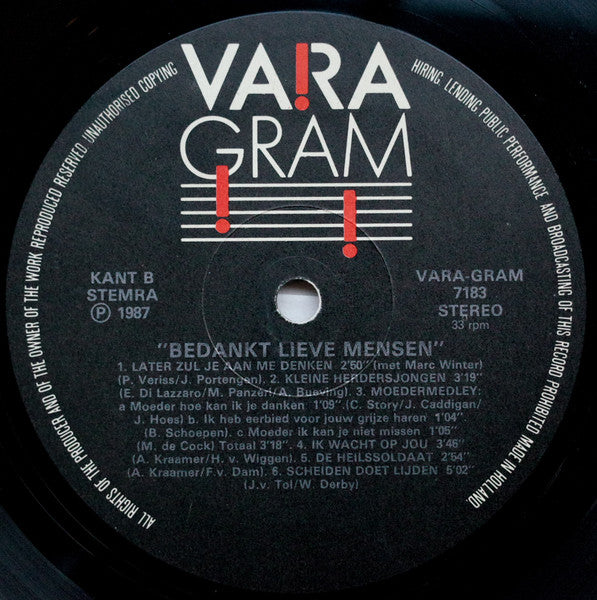 VARA
GRAM
ALL RIGHTS OF THE PRODUCER AND OF THE OWNER OF THE WORK REPRODUCED RESERVED UNAUTHORISED COPYING
HIRING, LENDING, PUBLIC PERFORMANCE AND BROADCASTING OF THIS RECORD PROHIBITED MADE IN HOLLAND
KANT B
STEMRA
Ⓟ 1987
VARA-GRAM
7183
STEREO
33 rpm
"BEDANKT LIEVE MENSEN"
1. LATER ZUL JE AAN ME DENKEN 2'50" (met Marc Winter)
(P. Veriss/J. Portengen) 2. KLEINE HERDERSJONGEN 3'19"
(E. Di Lazzaro/M. Panzeri/A. Bueving) 3. MOEDERMEDLEY:
a Moeder hoe kan ik je danken 1'09" (C. Story/J. Caddigan/
J. Hoes) b Ik heb eerbied voor jouw grijze haren 1'04"
(B. Schoepen) c Moeder ik kan je niet missen 1'05"
(M. de Cock) Totaal 3'18" 4. IK WACHT OP JOU 3'46"
(A. Kraamer/H. v. Wiggen) 5. DE HEILSSOLDAAT 2'54"
(A. Kraamer/F.v. Dam) 6. SCHEIDEN DOET LIJDEN 5'02"
(J.v. Tol/W. Derby)